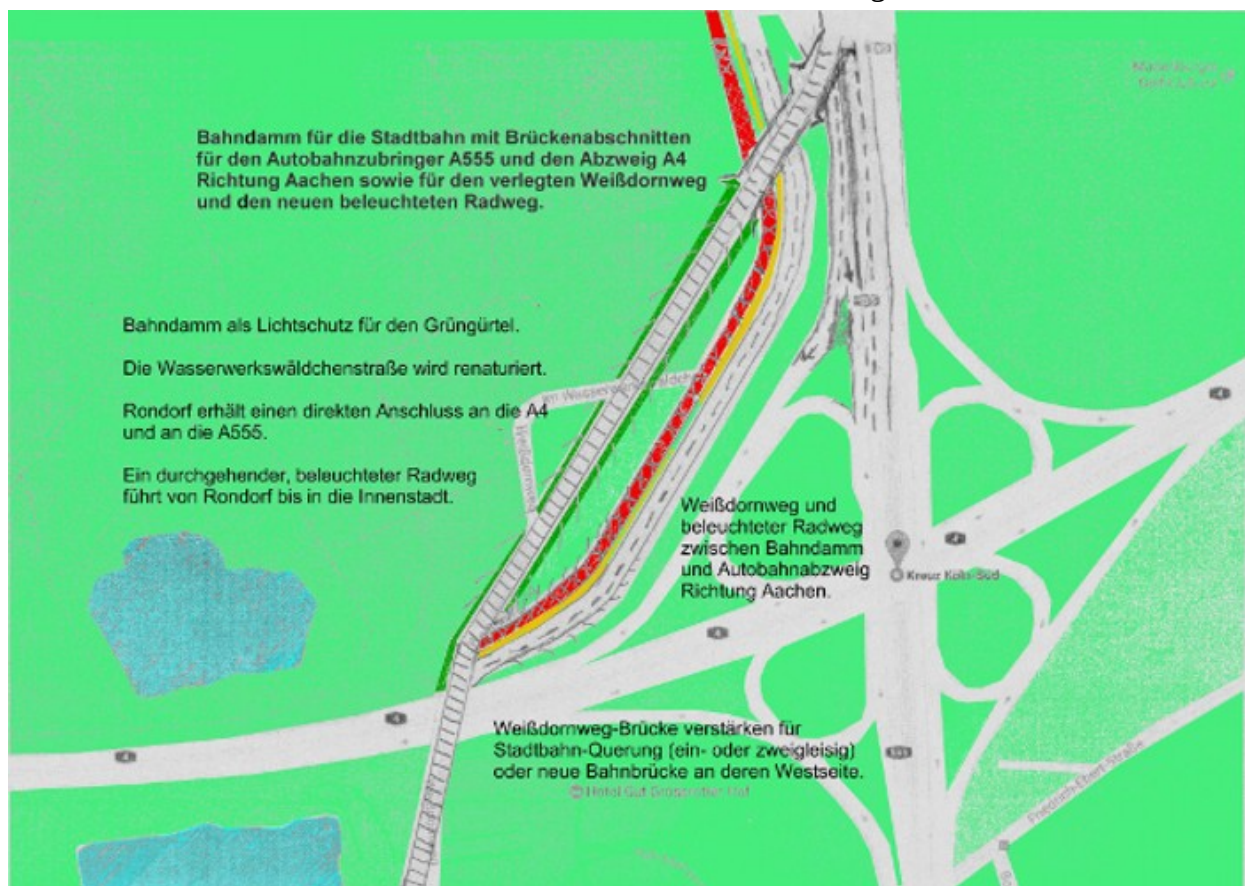 Bahndamm für die Stadtbahn mit Brückenabschnitten
für den Autobahnzubringer A555 und den Abzweig A4
Richtung Aachen sowie für den verlegten Weißdornweg
und den neuen beleuchteten Radweg.
Bahndamm als Lichtschutz für den Grüngürtel.
Die Wasserwerkswäldchenstraße wird renaturiert.
Rondorf erhält einen direkten Anschluss an die A4
und an die A555.
Ein durchgehender, beleuchteter Radweg
führt von Rondorf bis in die Innenstadt.
Weißdornweg
Weißdornweg und
beleuchteter Radweg
zwischen Bahndamm
und Autobahnabzweig
Richtung Aachen.
4
4
Kreuz Köln-Süd
4
4
4
Weißdornweg-Brücke verstärken für
Stadtbahn-Querung (ein- oder zweigleisig)
oder neue Bahnbrücke an deren Westseite.
Hotel Gut Großrotter Hof
Friedrich-Ebert-Straße